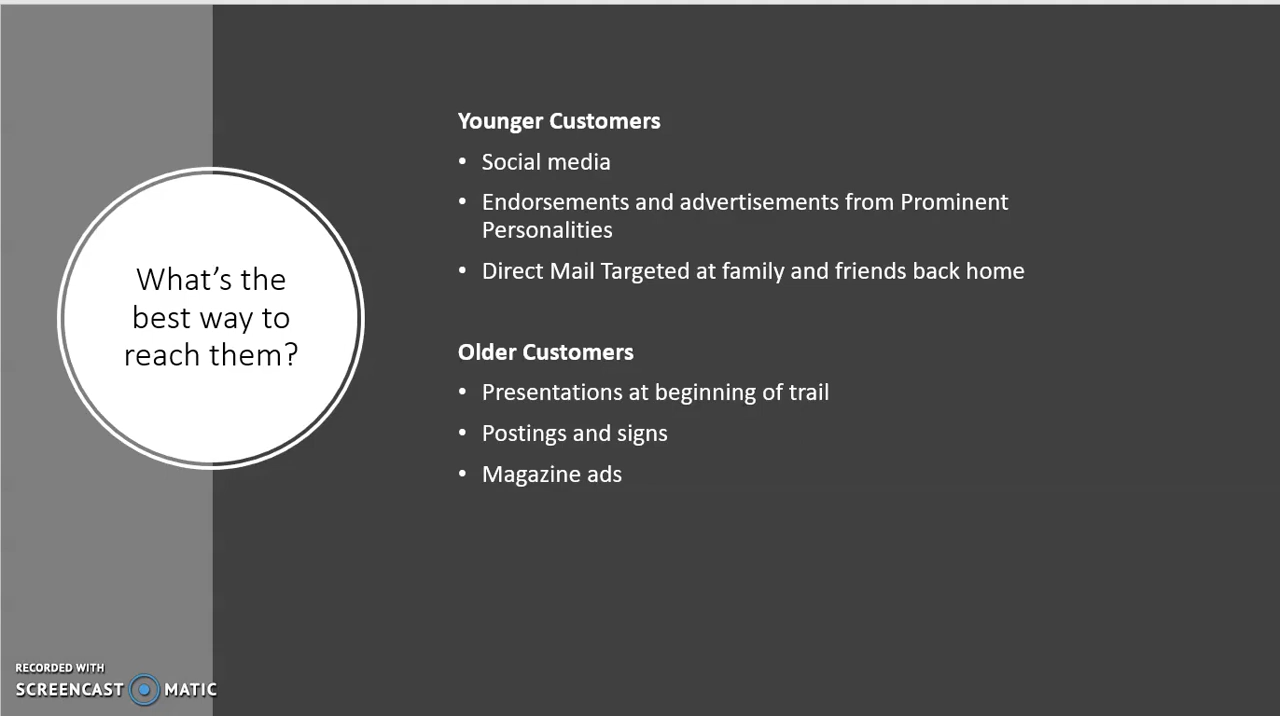 What's the
best way to
reach them?
Younger Customers
• Social media
• Endorsements and advertisements from Prominent
Personalities
• Direct Mail Targeted at family and friends back home
Older Customers
• Presentations at beginning of trail
• Postings and signs
• Magazine ads
RECORDED WITH
SCREENCAST MATIC